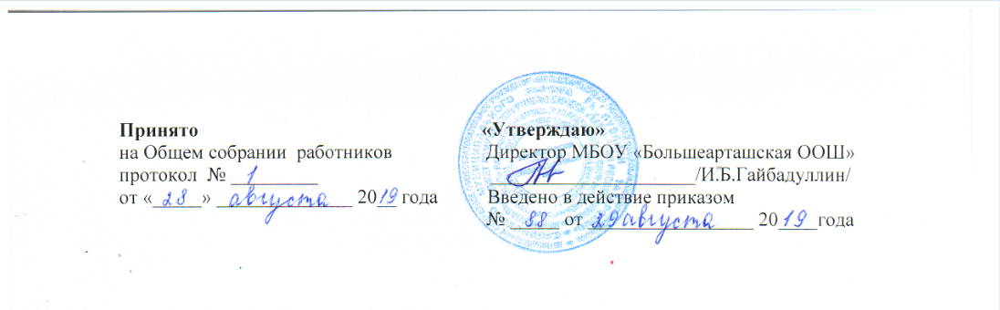 Принято
на Общем собрании работников
протокол № 1
от «28» августа 2019 года
«Утверждаю»
Директор МБОУ «Большеарташская ООШ»
/И.Б.Гайбадуллин/
Введено в действие приказом
№ 88 от 29 августа 2019 года